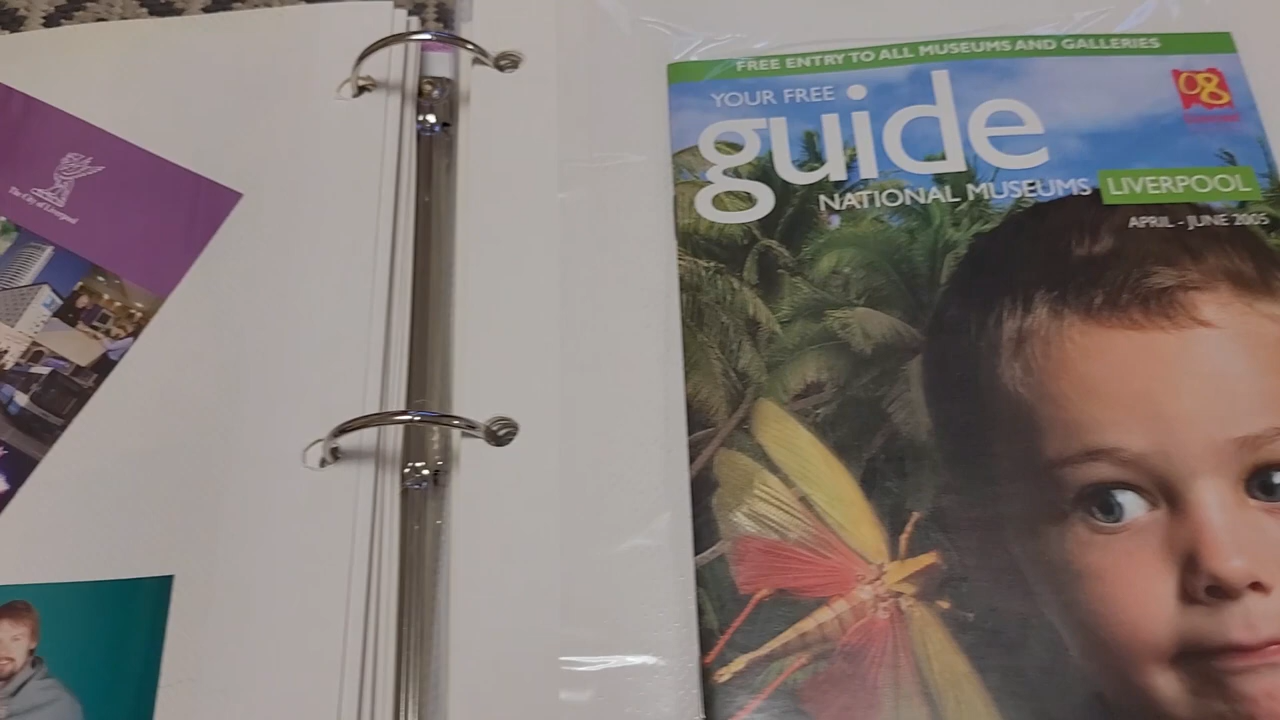 The City of Liverpool
FREE ENTRY TO ALL MUSEUMS AND GALLERIES
YOUR FREE
guide
08
NATIONAL MUSEUMS LIVERPOOL
APRIL - JUNE 2005